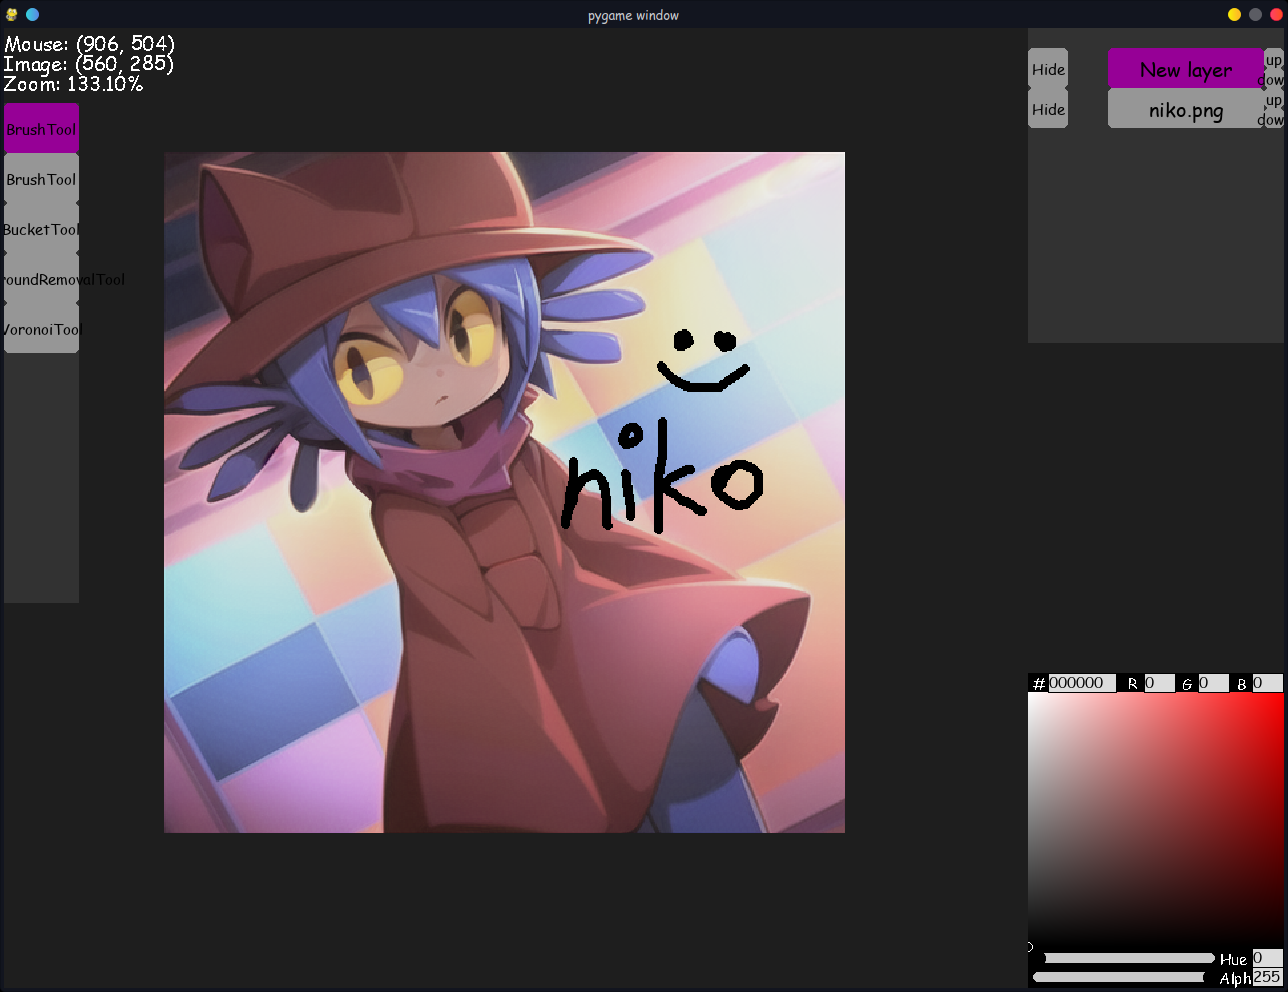 pygame window
Mouse: (906, 504)
Image: (560, 285)
Zoom: 133.10%
BrushTool
BrushTool
BucketTool
roundRemovalTool
VoronoiTool
Hide
New layer
up
dow
Hide
niko.png
up
dow
niko
# 000000 R 0 G 0 B 0
Hue 0
Alph 255